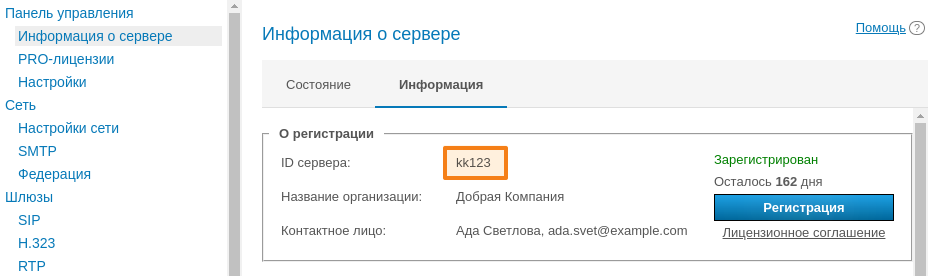 Панель управления
Информация о сервере
PRO-лицензии
Настройки
Сеть
Настройки сети
SMTP
Федерация
Шлюзы
SIP
H.323
RTP
Информация о сервере
Помощь ?
Состояние Информация
О регистрации
ID сервера: kk123
Название организации: Добрая Компания
Контактное лицо: Ада Светлова, ada.svet@example.com
Зарегистрирован
Осталось 162 дня
Регистрация
Лицензионное соглашение